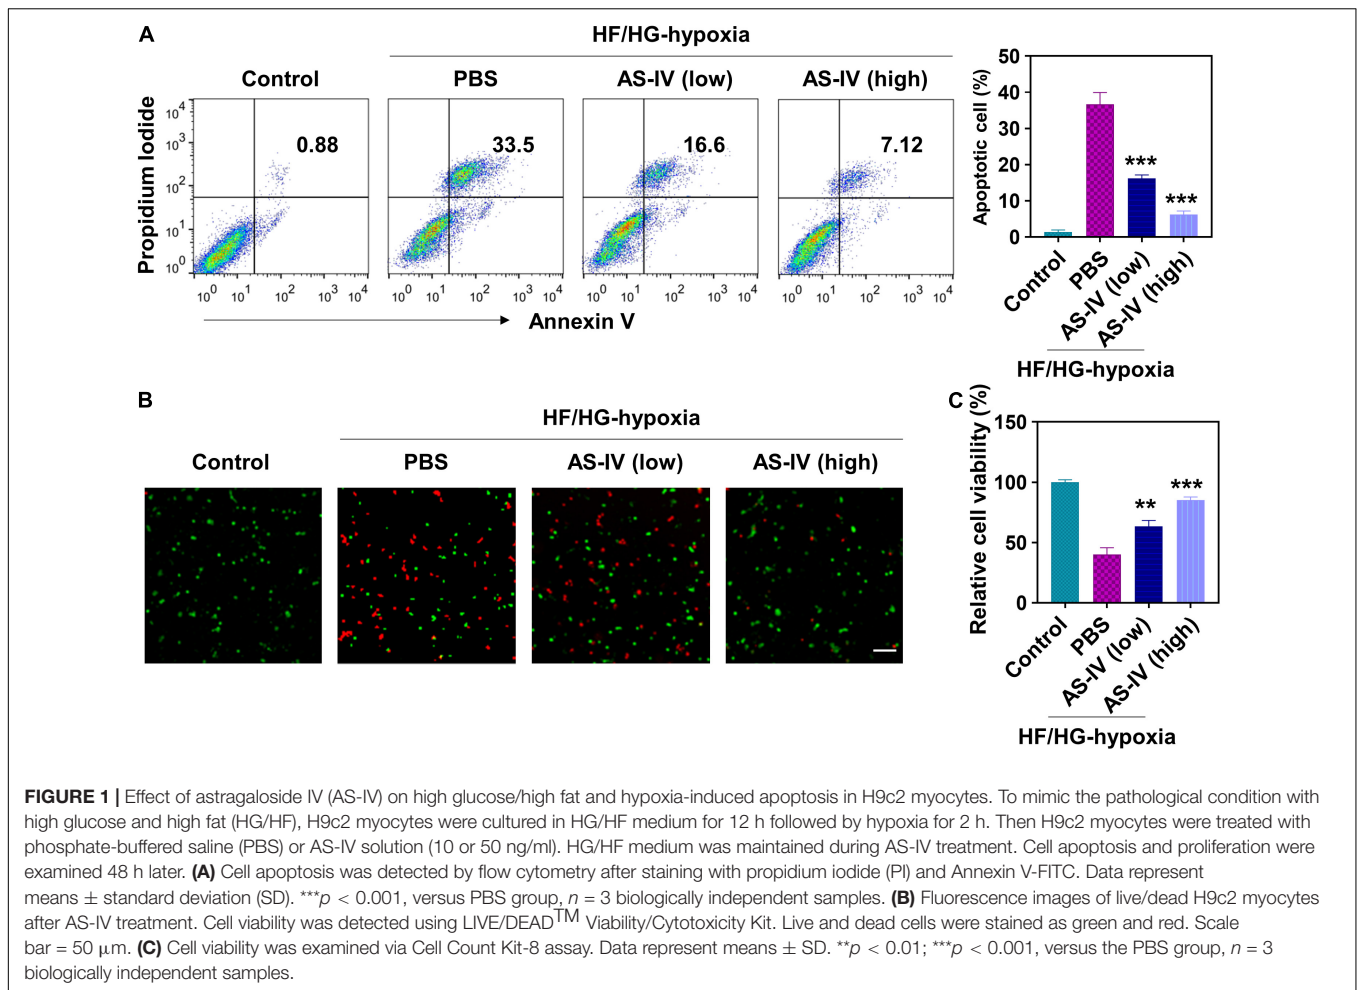 A
HF/HG-hypoxia
Control
PBS
AS-IV (low)
AS-IV (high)
Propidium Iodide
10^4
10^3
10^2
10^1
10^0
0.88
33.5
16.6
7.12
10^0 10^1 10^2 10^3 10^4
10^0 10^1 10^2 10^3 10^4
10^0 10^1 10^2 10^3 10^4
10^0 10^1 10^2 10^3 10^4
Annexin V
Apoptotic cell (%)
50
40
30
20
10
0
***
***
Control
PBS
AS-IV (low)
AS-IV (high)
HF/HG-hypoxia
B
HF/HG-hypoxia
Control
PBS
AS-IV (low)
AS-IV (high)
C
Relative cell viability (%)
150
100
50
0
**
***
Control
PBS
AS-IV (low)
AS-IV (high)
HF/HG-hypoxia
FIGURE 1 | Effect of astragaloside IV (AS-IV) on high glucose/high fat and hypoxia-induced apoptosis in H9c2 myocytes. To mimic the pathological condition with
high glucose and high fat (HG/HF), H9c2 myocytes were cultured in HG/HF medium for 12 h followed by hypoxia for 2 h. Then H9c2 myocytes were treated with
phosphate-buffered saline (PBS) or AS-IV solution (10 or 50 ng/ml). HG/HF medium was maintained during AS-IV treatment. Cell apoptosis and proliferation were
examined 48 h later. (A) Cell apoptosis was detected by flow cytometry after staining with propidium iodide (PI) and Annexin V-FITC. Data represent
means ± standard deviation (SD). ***p < 0.001, versus PBS group, n = 3 biologically independent samples. (B) Fluorescence images of live/dead H9c2 myocytes
after AS-IV treatment. Cell viability was detected using LIVE/DEAD™ Viability/Cytotoxicity Kit. Live and dead cells were stained as green and red. Scale
bar = 50 μm. (C) Cell viability was examined via Cell Count Kit-8 assay. Data represent means ± SD. **p < 0.01; ***p < 0.001, versus the PBS group, n = 3
biologically independent samples.